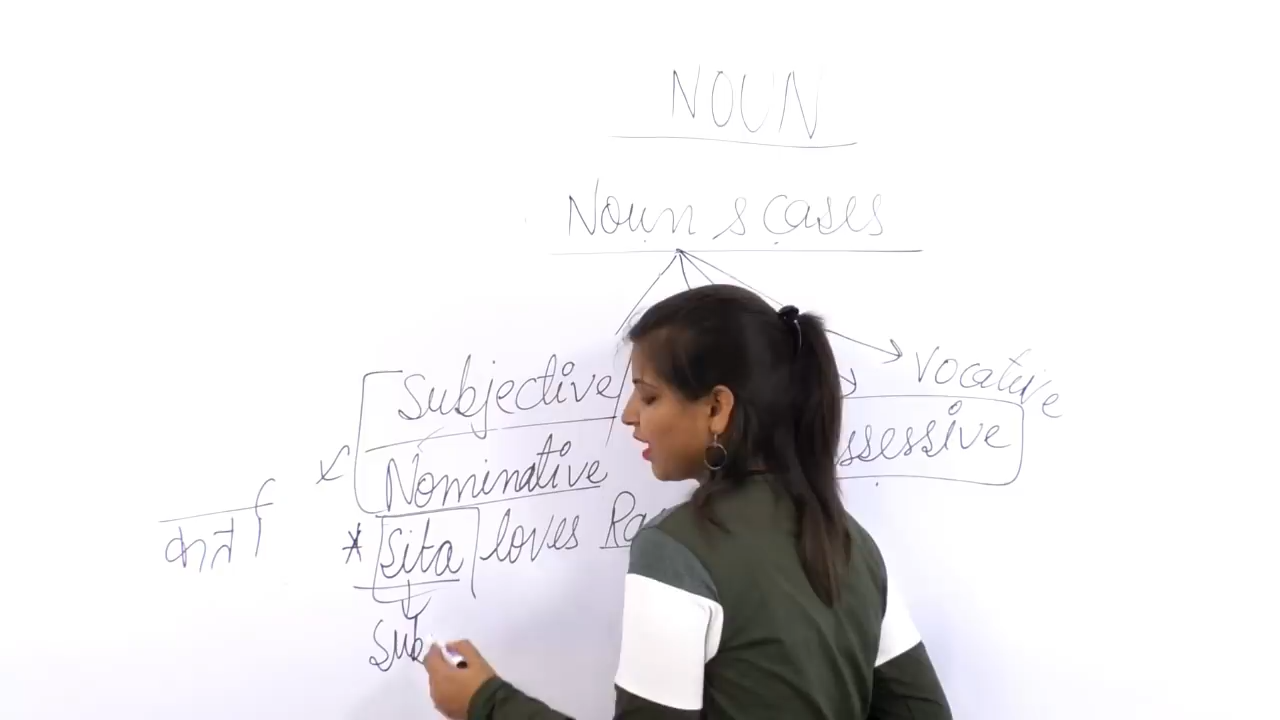 NOUN
Noun s cases
Subjective
vocative
Nominative
ssessive
* Sita loves Ra
कर्ता
Sub